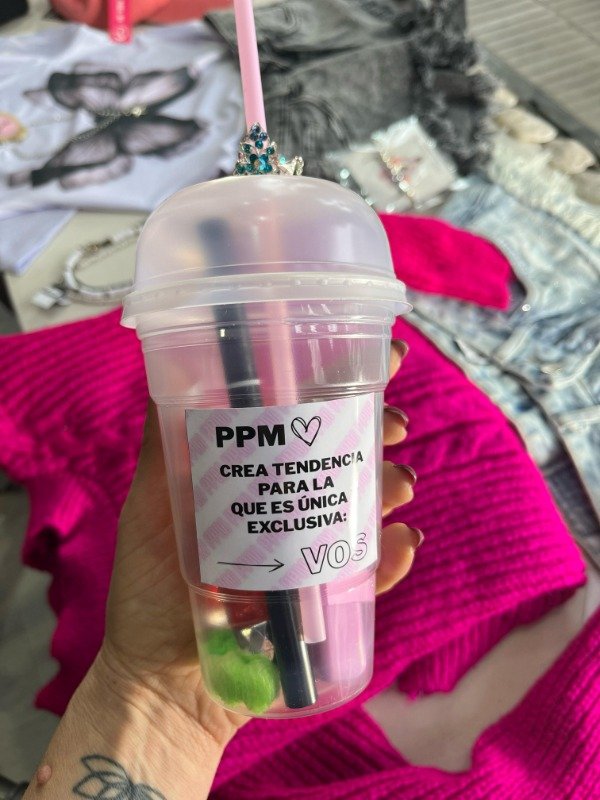 PPM
CREA TENDENCIA
PARA LA
QUE ES ÚNICA
EXCLUSIVA:
VOS